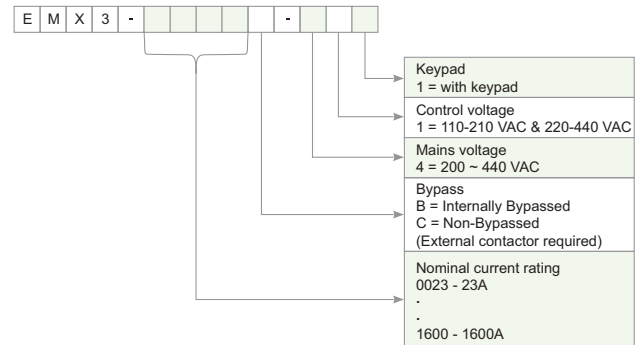 E M X 3 - -
Keypad
1 = with keypad
Control voltage
1 = 110-210 VAC & 220-440 VAC
Mains voltage
4 = 200 ~ 440 VAC
Bypass
B = Internally Bypassed
C = Non-Bypassed
(External contactor required)
Nominal current rating
0023 - 23A
.
.
1600 - 1600A